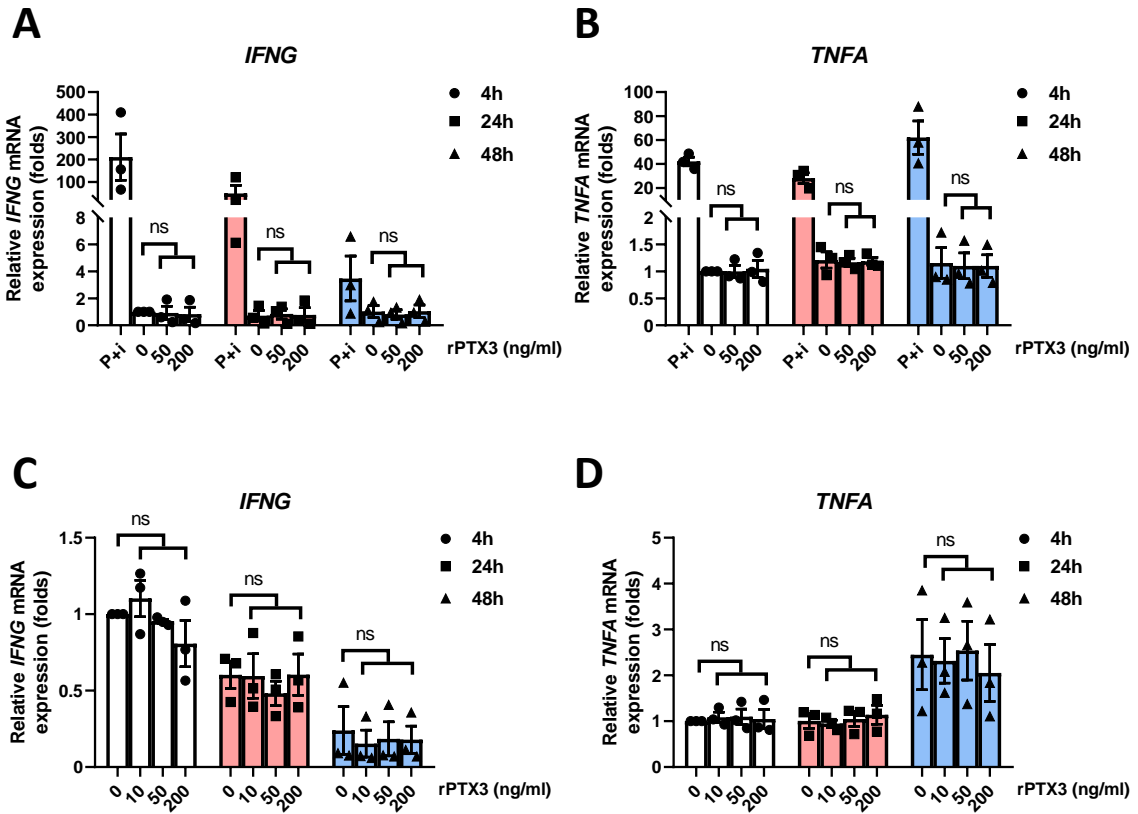 A
IFNG
Relative IFNG mRNA
expression (folds)
500
400
300
200
100
8
6
4
2
0
ns
ns
ns
4h
24h
48h
P+i
0
50
200
P+i
0
50
200
P+i
0
50
200
rPTX3 (ng/ml)
B
TNFA
Relative TNFA mRNA
expression (folds)
100
80
60
40
20
2
1.5
1
0.5
0
ns
ns
ns
4h
24h
48h
P+i
0
50
200
P+i
0
50
200
P+i
0
50
200
rPTX3 (ng/ml)
C
IFNG
Relative IFNG mRNA
expression (folds)
1.5
1
0.5
0
ns
ns
ns
4h
24h
48h
0
10
50
200
0
10
50
200
0
10
50
200
rPTX3 (ng/ml)
D
TNFA
Relative TNFA mRNA
expression (folds)
5
4
3
2
1
0
ns
ns
ns
4h
24h
48h
0
10
50
200
0
10
50
200
0
10
50
200
rPTX3 (ng/ml)